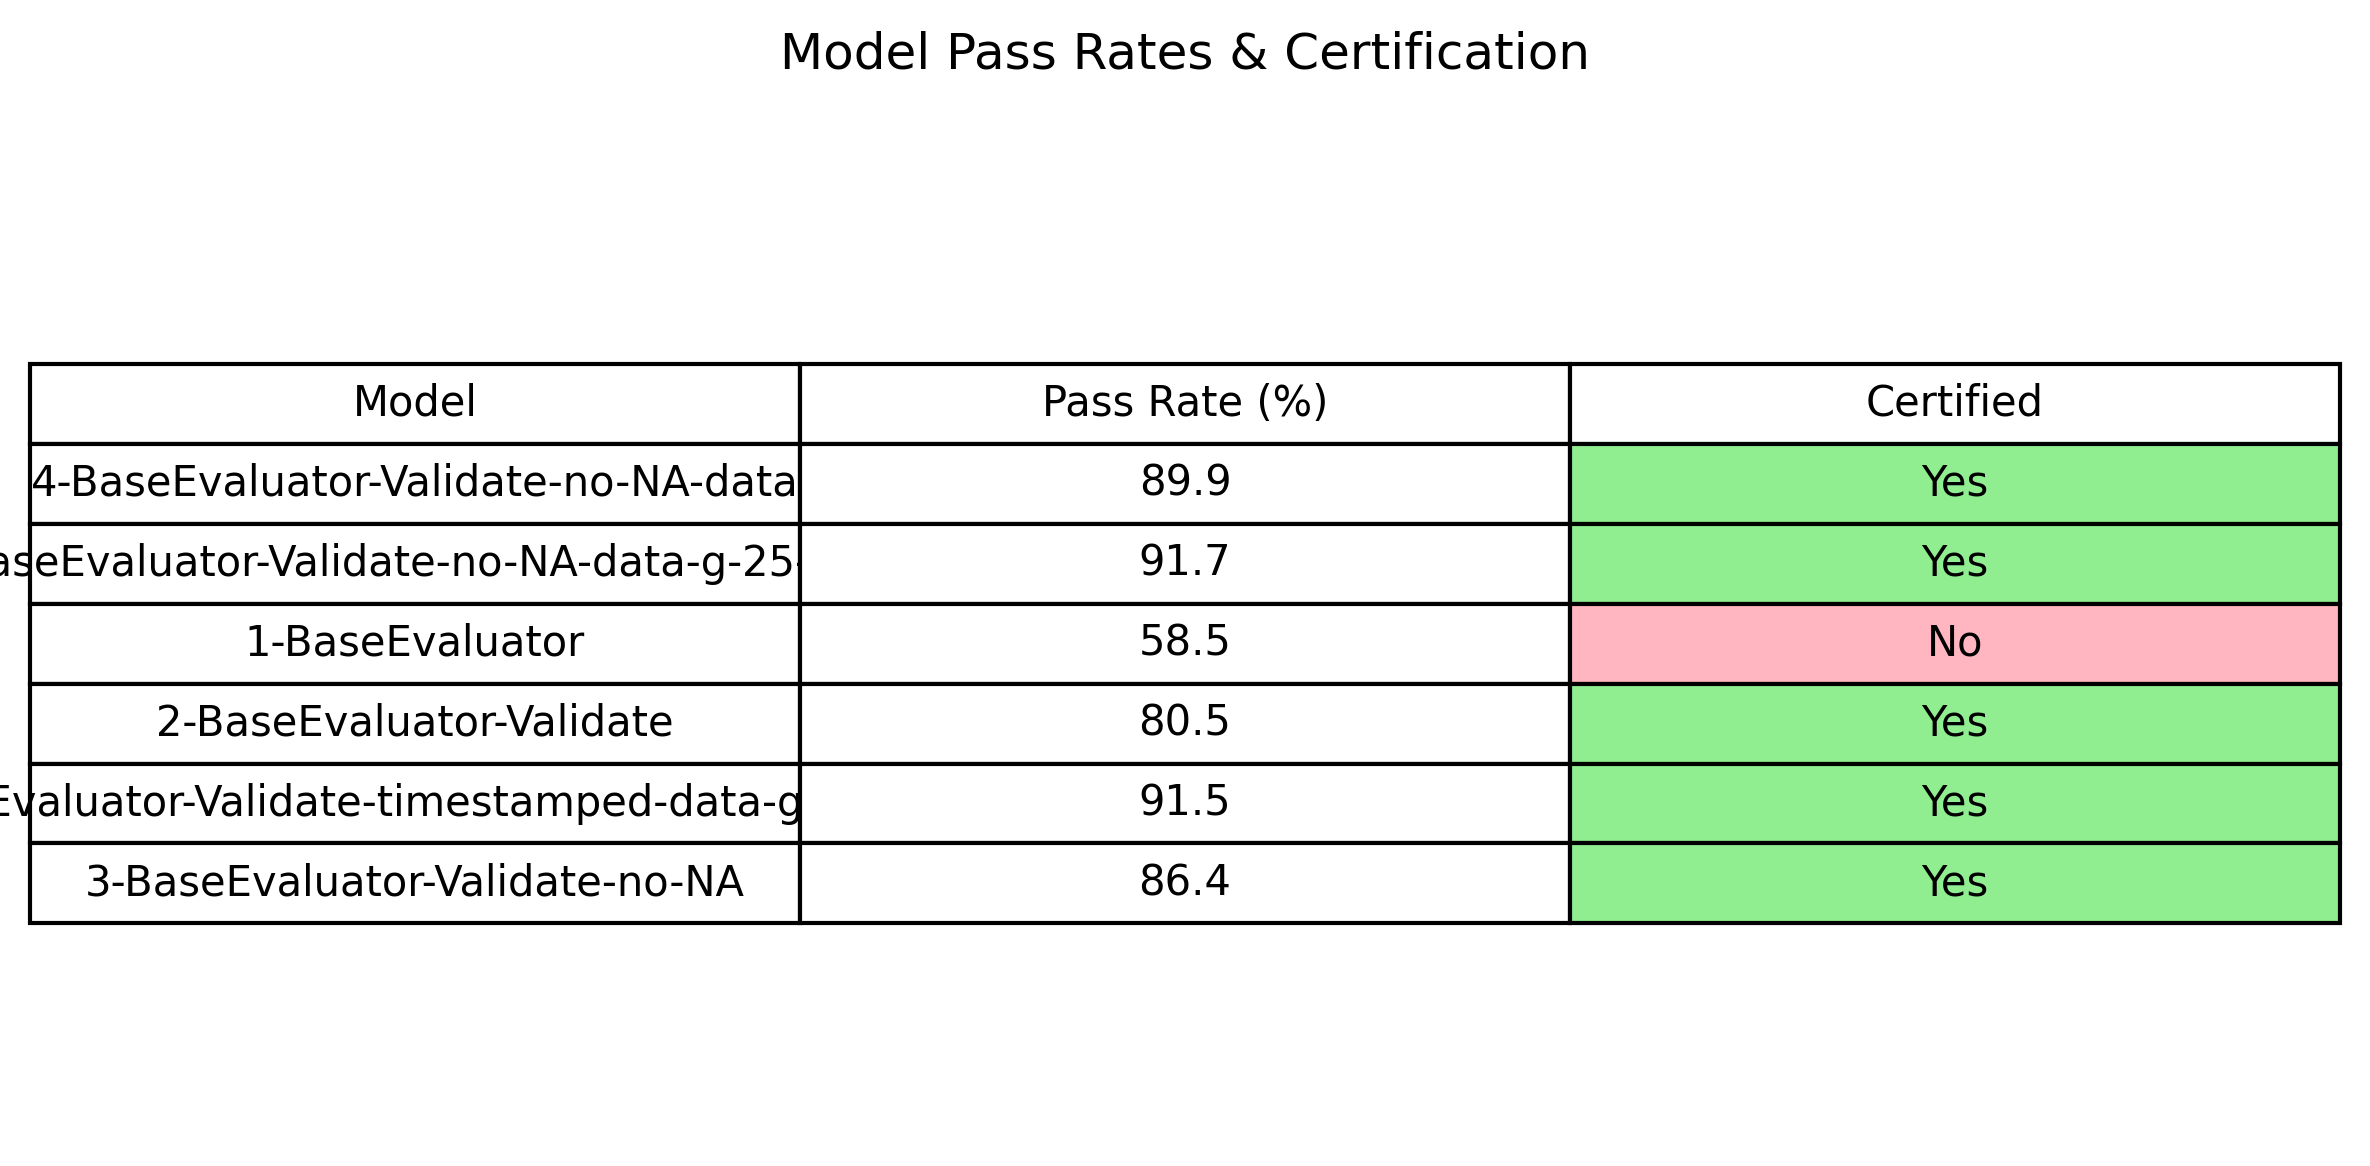 Model Pass Rates & Certification
Model Pass Rate (%) Certified
4-BaseEvaluator-Validate-no-NA-data 89.9 Yes
aseEvaluator-Validate-no-NA-data-g-25- 91.7 Yes
1-BaseEvaluator 58.5 No
2-BaseEvaluator-Validate 80.5 Yes
Evaluator-Validate-timestamped-data-g 91.5 Yes
3-BaseEvaluator-Validate-no-NA 86.4 Yes